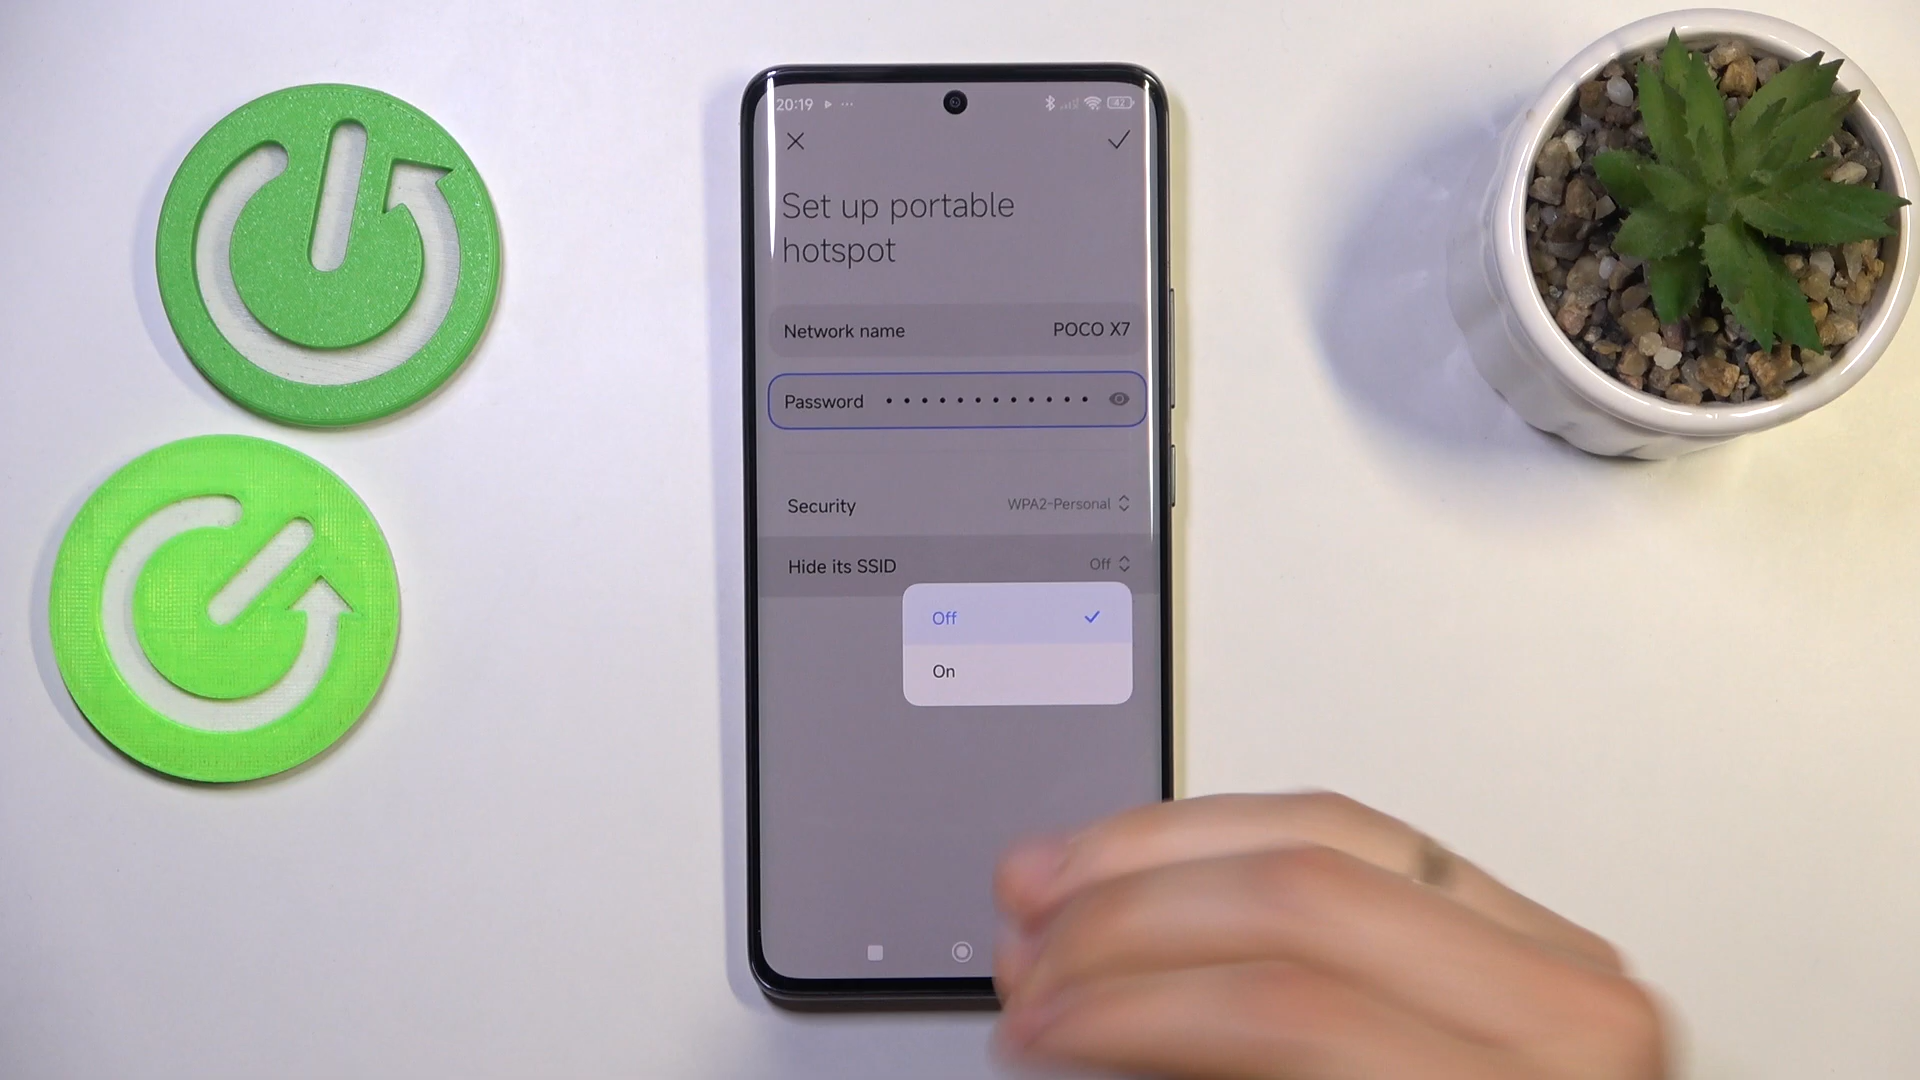 20:19
42
Set up portable
hotspot
Network name POCO X7
Password ••••••••••••
Security WPA2-Personal
Hide its SSID Off
Off
On